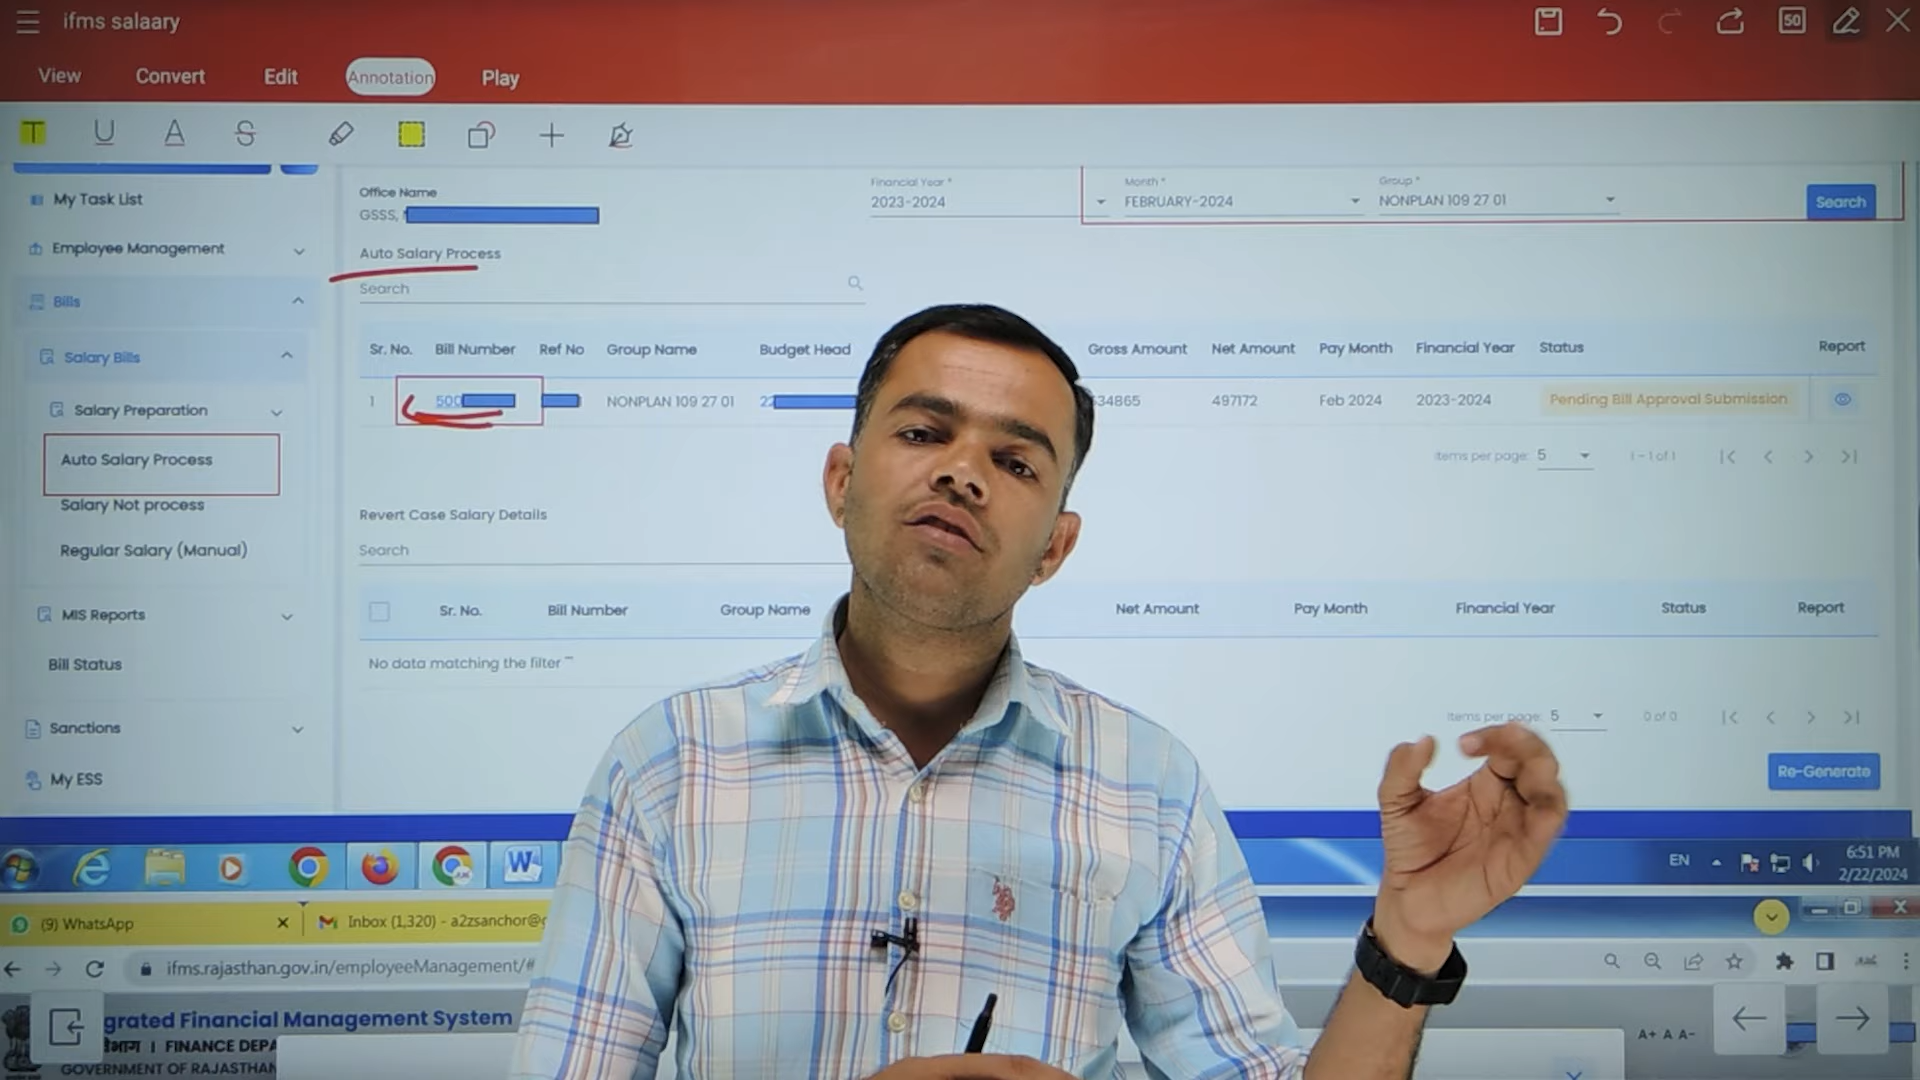 ifms salaary
50
View Convert Edit Annotation Play
T U A S
My Task List
Employee Management
Bills
Salary Bills
Salary Preparation
Auto Salary Process
Salary Not process
Regular Salary (Manual)
MIS Reports
Bill Status
Sanctions
My ESS
Office Name
GSSS,
Financial Year *
2023-2024
Month *
FEBRUARY-2024
Group *
NONPLAN 109 27 01
Search
Auto Salary Process
Search
Sr. No. Bill Number Ref No Group Name Budget Head Gross Amount Net Amount Pay Month Financial Year Status Report
1 500 NONPLAN 109 27 01 22 34865 497172 Feb 2024 2023-2024 Pending Bill Approval Submission
Items per page: 5 1 - 1 of 1
Revert Case Salary Details
Search
Sr. No. Bill Number Group Name Net Amount Pay Month Financial Year Status Report
No data matching the filter ""
Items per page: 5 0 of 0
Re-Generate
EN
6:51 PM
2/22/2024
(9) WhatsApp
Inbox (1,320) - a2zsanchor@g
ifms.rajasthan.gov.in/employeeManagement/#
grated Financial Management System
| FINANCE DEPA
GOVERNMENT OF RAJASTHAN
A+ A A-